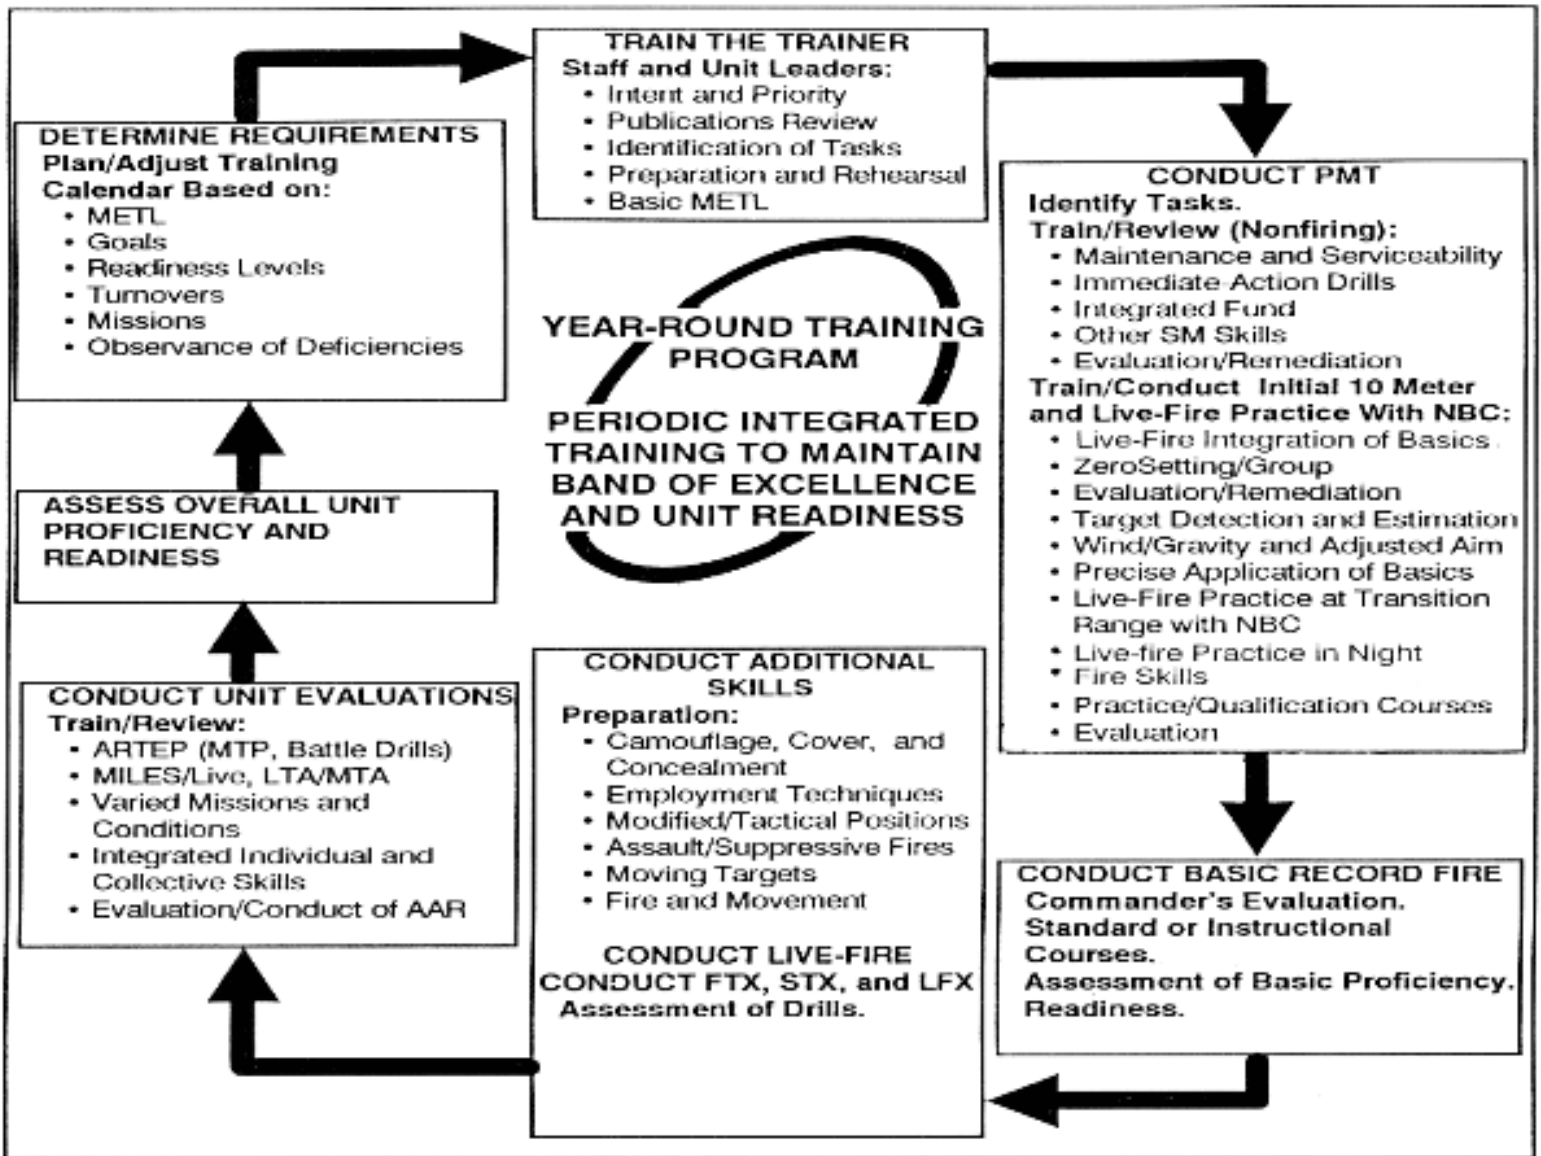 TRAIN THE TRAINER
Staff and Unit Leaders:
• Intent and Priority
• Publications Review
• Identification of Tasks
• Preparation and Rehearsal
• Basic METL
DETERMINE REQUIREMENTS
Plan/Adjust Training
Calendar Based on:
• METL
• Goals
• Readiness Levels
• Turnovers
• Missions
• Observance of Deficiencies
CONDUCT PMT
Identify Tasks.
Train/Review (Nonfiring):
• Maintenance and Serviceability
• Immediate-Action Drills
• Integrated Fund
• Other SM Skills
• Evaluation/Remediation
Train/Conduct Initial 10 Meter
and Live-Fire Practice With NBC:
• Live-Fire Integration of Basics.
• ZeroSetting/Group
• Evaluation/Remediation
• Target Detection and Estimation
• Wind/Gravity and Adjusted Aim
• Precise Application of Basics
• Live-Fire Practice at Transition
Range with NBC
• Live-fire Practice in Night
• Fire Skills
• Practice/Qualification Courses
• Evaluation
YEAR-ROUND TRAINING
PROGRAM
PERIODIC INTEGRATED
TRAINING TO MAINTAIN
BAND OF EXCELLENCE
AND UNIT READINESS
ASSESS OVERALL UNIT
PROFICIENCY AND
READINESS
CONDUCT UNIT EVALUATIONS
Train/Review:
• ARTEP (MTP, Battle Drills)
• MILES/Live, LTA/MTA
• Varied Missions and
Conditions
• Integrated Individual and
Collective Skills
• Evaluation/Conduct of AAR
CONDUCT ADDITIONAL
SKILLS
Preparation:
• Camouflage, Cover, and
Concealment
• Employment Techniques
• Modified/Tactical Positions
• Assault/Suppressive Fires
• Moving Targets
• Fire and Movement
CONDUCT LIVE-FIRE
CONDUCT FTX, STX, and LFX
Assessment of Drills.
CONDUCT BASIC RECORD FIRE
Commander's Evaluation.
Standard or Instructional
Courses.
Assessment of Basic Proficiency.
Readiness.